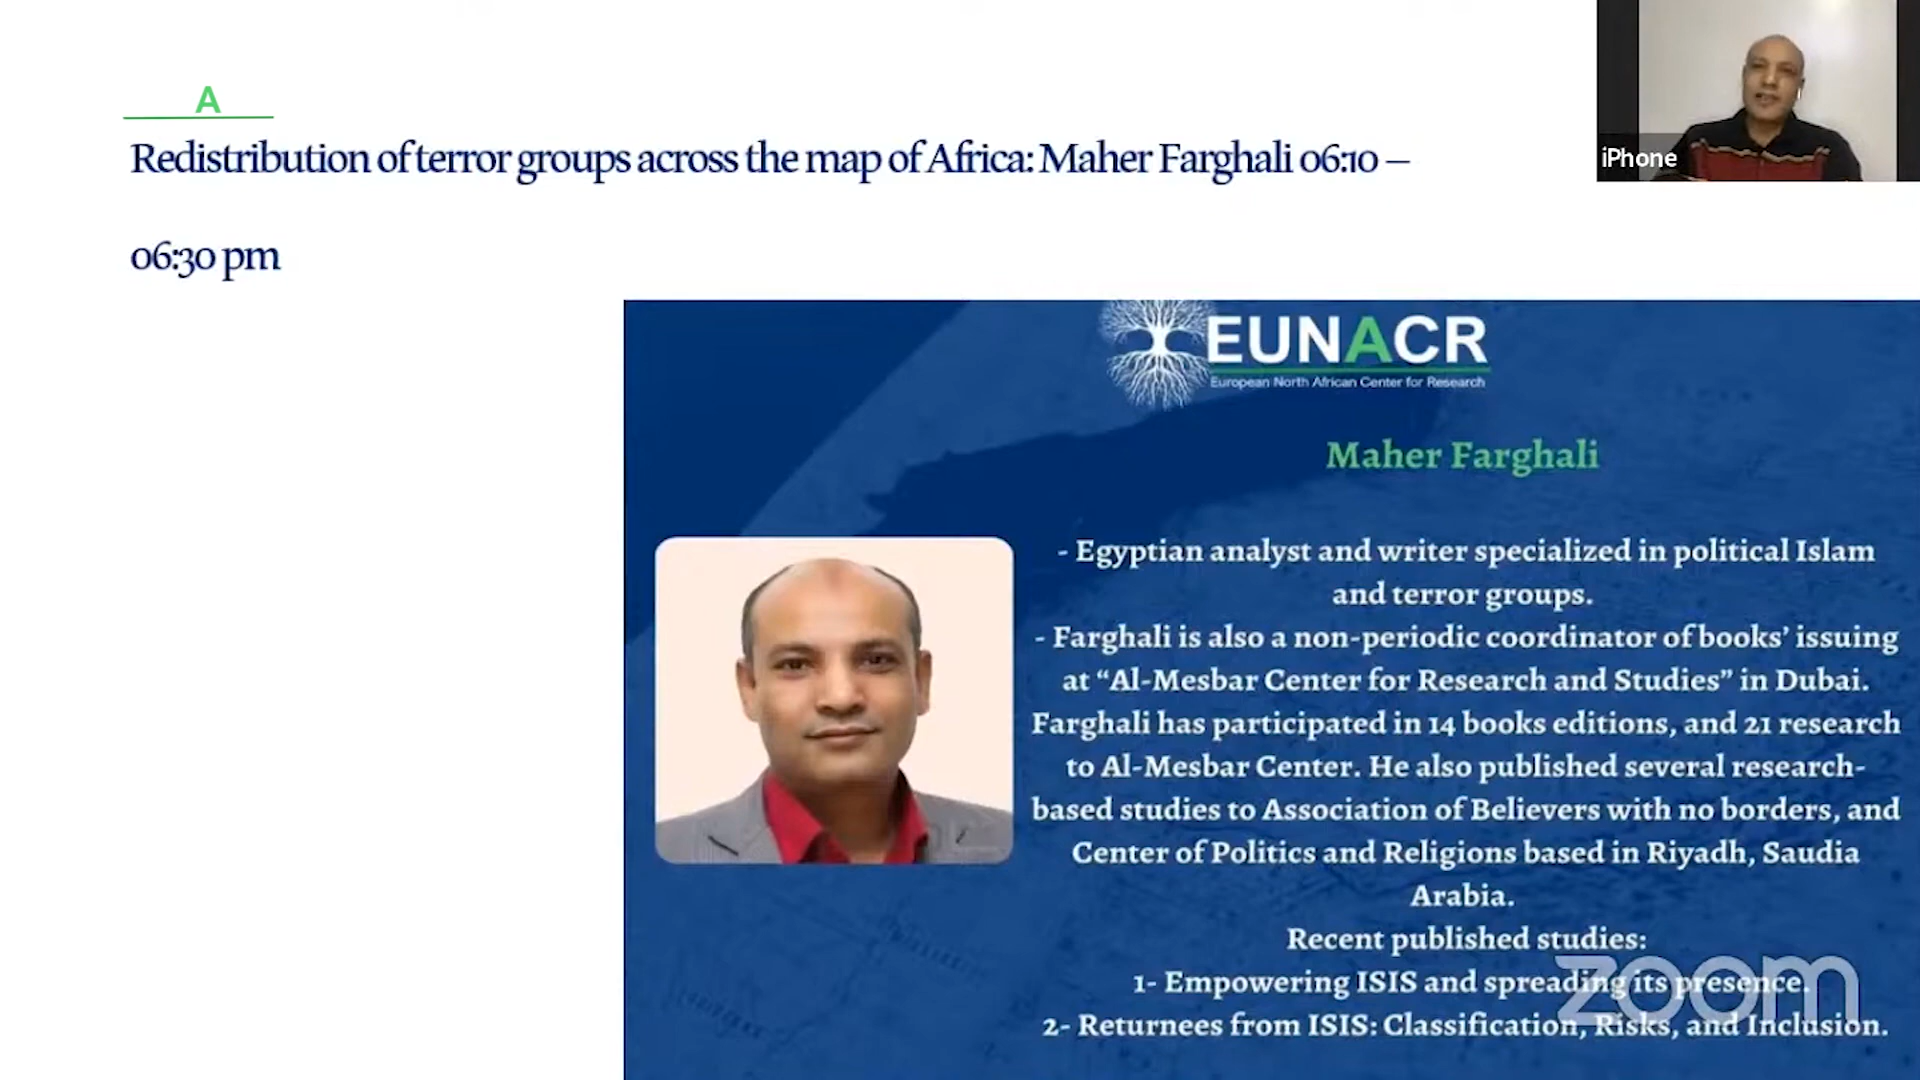 A
Redistribution of terror groups across the map of Africa: Maher Farghali 06:10 –
06:30 pm
iPhone
EUNACR
European North African Center for Research
Maher Farghali
- Egyptian analyst and writer specialized in political Islam
and terror groups.
- Farghali is also a non-periodic coordinator of books’ issuing
at “Al-Mesbar Center for Research and Studies” in Dubai.
Farghali has participated in 14 books editions, and 21 research
to Al-Mesbar Center. He also published several research-
based studies to Association of Believers with no borders, and
Center of Politics and Religions based in Riyadh, Saudia
Arabia.
Recent published studies:
1- Empowering ISIS and spreading its presence.
2- Returnees from ISIS: Classification, Risks, and Inclusion.
zoom